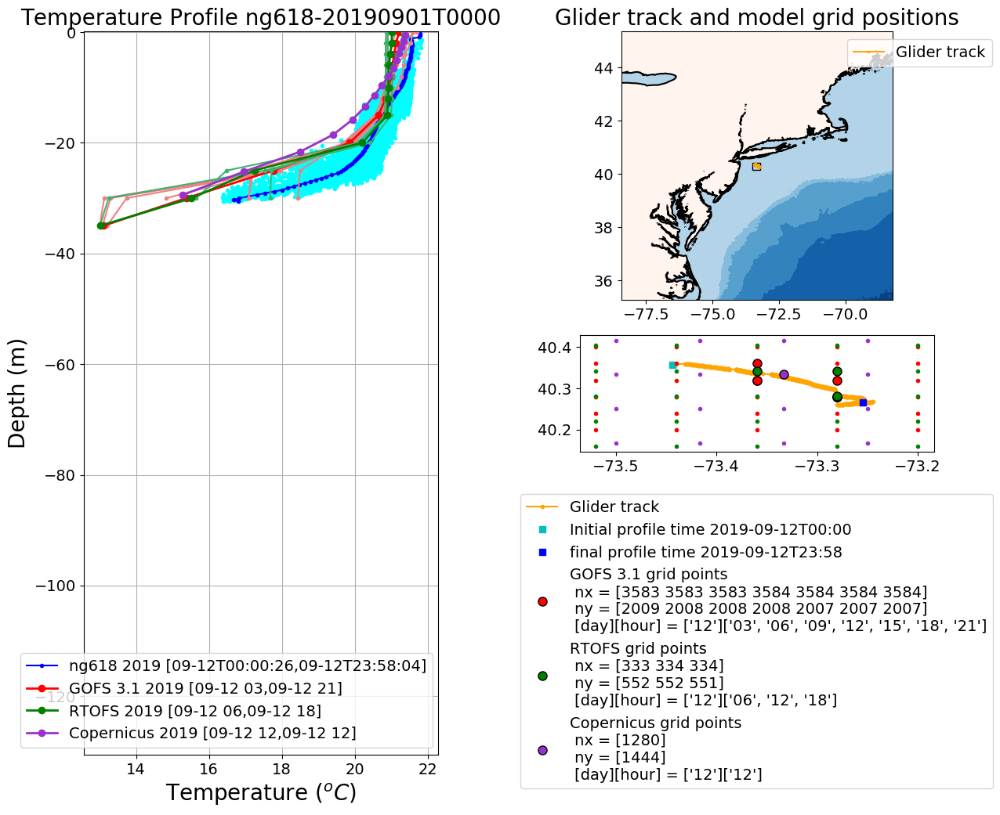 Temperature Profile ng618-20190901T0000
0
−20
−40
−60
−80
−100
−120
Depth (m)
14
16
18
20
22
Temperature (°C)
ng618 2019 [09-12T00:00:26,09-12T23:58:04]
GOFS 3.1 2019 [09-12 03,09-12 21]
RTOFS 2019 [09-12 06,09-12 18]
Copernicus 2019 [09-12 12,09-12 12]
Glider track and model grid positions
Glider track
44
42
40
38
36
−77.5
−75.0
−72.5
−70.0
40.4
40.3
40.2
−73.5
−73.4
−73.3
−73.2
Glider track
Initial profile time 2019-09-12T00:00
final profile time 2019-09-12T23:58
GOFS 3.1 grid points
nx = [3583 3583 3583 3584 3584 3584 3584]
ny = [2009 2008 2008 2008 2007 2007 2007]
[day][hour] = ['12']['03', '06', '09', '12', '15', '18', '21']
RTOFS grid points
nx = [333 334 334]
ny = [552 552 551]
[day][hour] = ['12']['06', '12', '18']
Copernicus grid points
nx = [1280]
ny = [1444]
[day][hour] = ['12']['12']